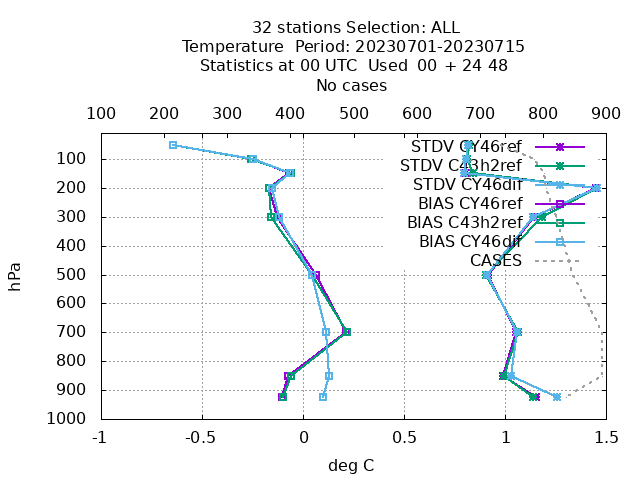 32 stations Selection: ALL
Temperature  Period: 20230701-20230715
Statistics at 00 UTC  Used  00  + 24 48
No cases
100 200 300 400 500 600 700 800 900
STDV CY46ref
STDV C43h2ref
STDV CY46dif
BIAS CY46ref
BIAS C43h2ref
BIAS CY46dif
CASES
hPa
100
200
300
400
500
600
700
800
900
1000
-1 -0.5 0 0.5 1 1.5
deg C